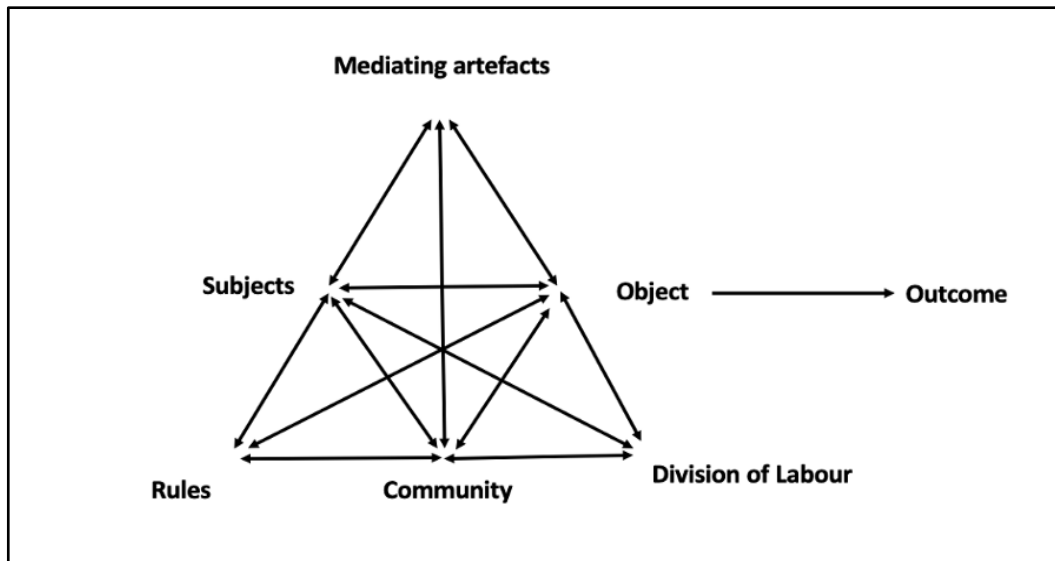 Mediating artefacts
Subjects
Object
Outcome
Rules
Community
Division of Labour